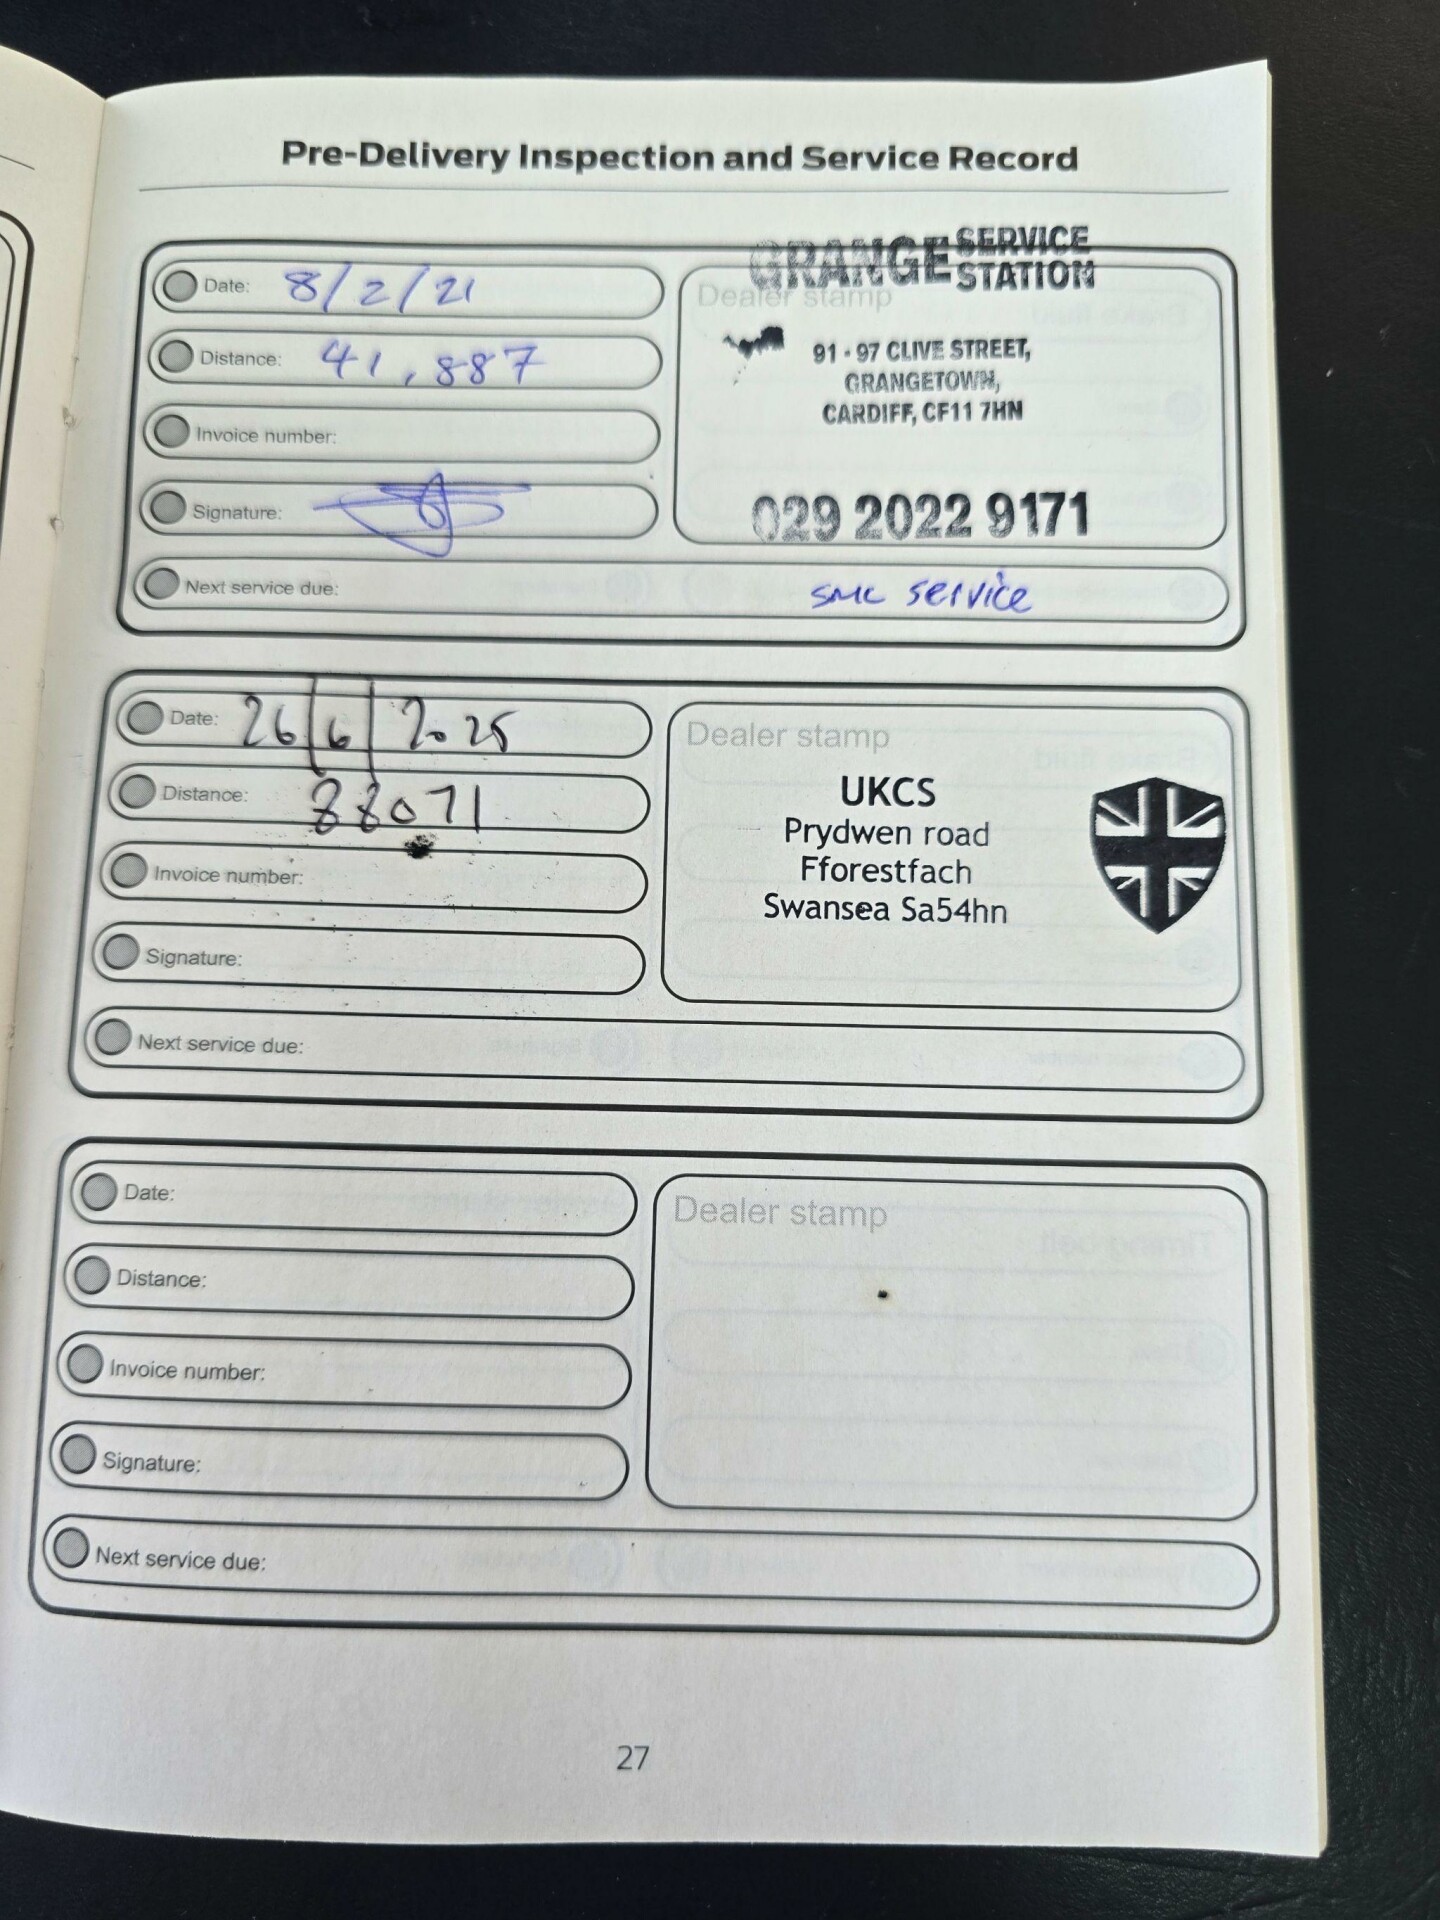 Pre-Delivery Inspection and Service Record
GRANGE SERVICE STATION
Date: 8/2/21
Dealer stamp
Distance: 41,887
91 - 97 CLIVE STREET,
GRANGETOWN,
CARDIFF, CF11 7HN
Invoice number:
Signature:
029 2022 9171
Next service due: SMC service
Date: 26/6/2025
Dealer stamp
Distance: 88071
UKCS
Prydwen road
Fforestfach
Swansea Sa54hn
Invoice number:
Signature:
Next service due:
Date:
Dealer stamp
Distance:
Invoice number:
Signature:
Next service due:
27